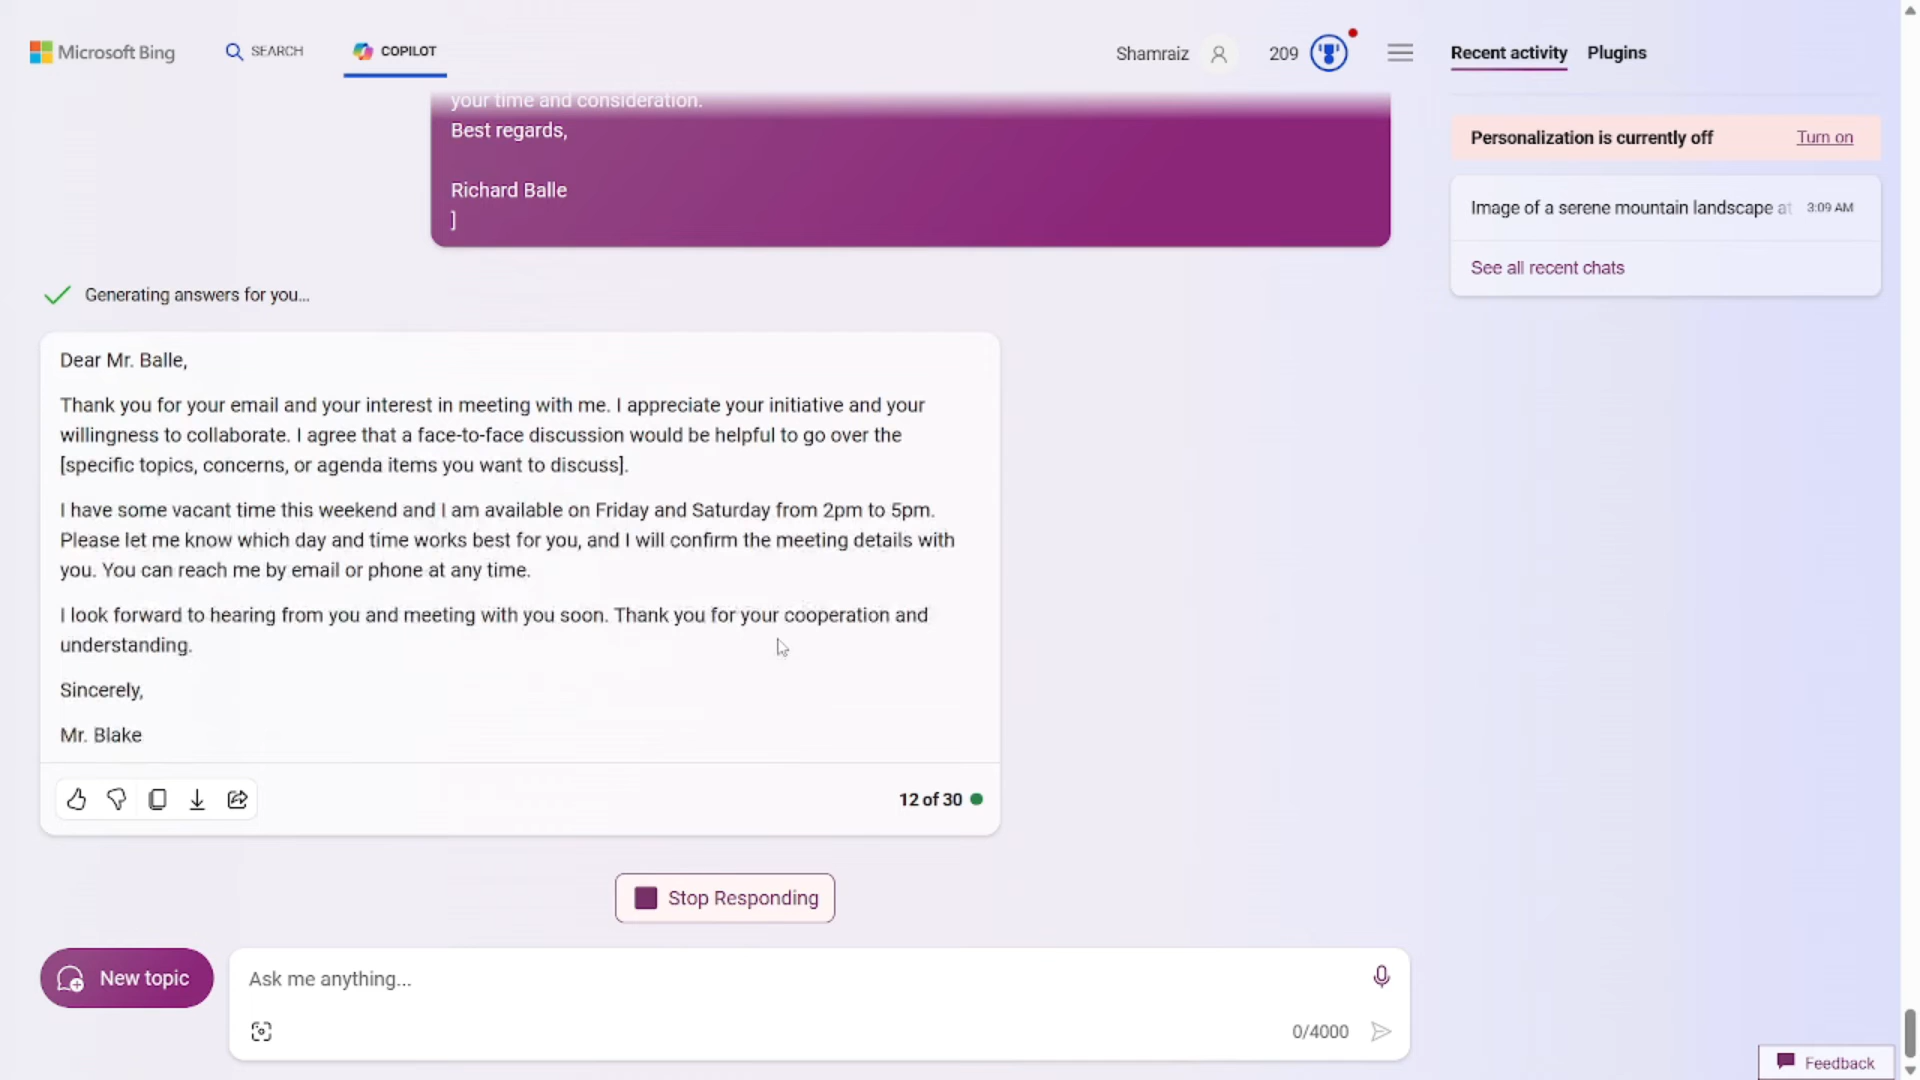 Microsoft Bing
SEARCH
COPILOT
Shamraiz
209
Recent activity
Plugins
your time and consideration.
Best regards,
Richard Balle
]
Personalization is currently off
Turn on
Image of a serene mountain landscape at
3:09 AM
See all recent chats
Generating answers for you...
Dear Mr. Balle,
Thank you for your email and your interest in meeting with me. I appreciate your initiative and your
willingness to collaborate. I agree that a face-to-face discussion would be helpful to go over the
[specific topics, concerns, or agenda items you want to discuss].
I have some vacant time this weekend and I am available on Friday and Saturday from 2pm to 5pm.
Please let me know which day and time works best for you, and I will confirm the meeting details with
you. You can reach me by email or phone at any time.
I look forward to hearing from you and meeting with you soon. Thank you for your cooperation and
understanding.
Sincerely,
Mr. Blake
12 of 30
Stop Responding
New topic
Ask me anything...
0/4000
Feedback